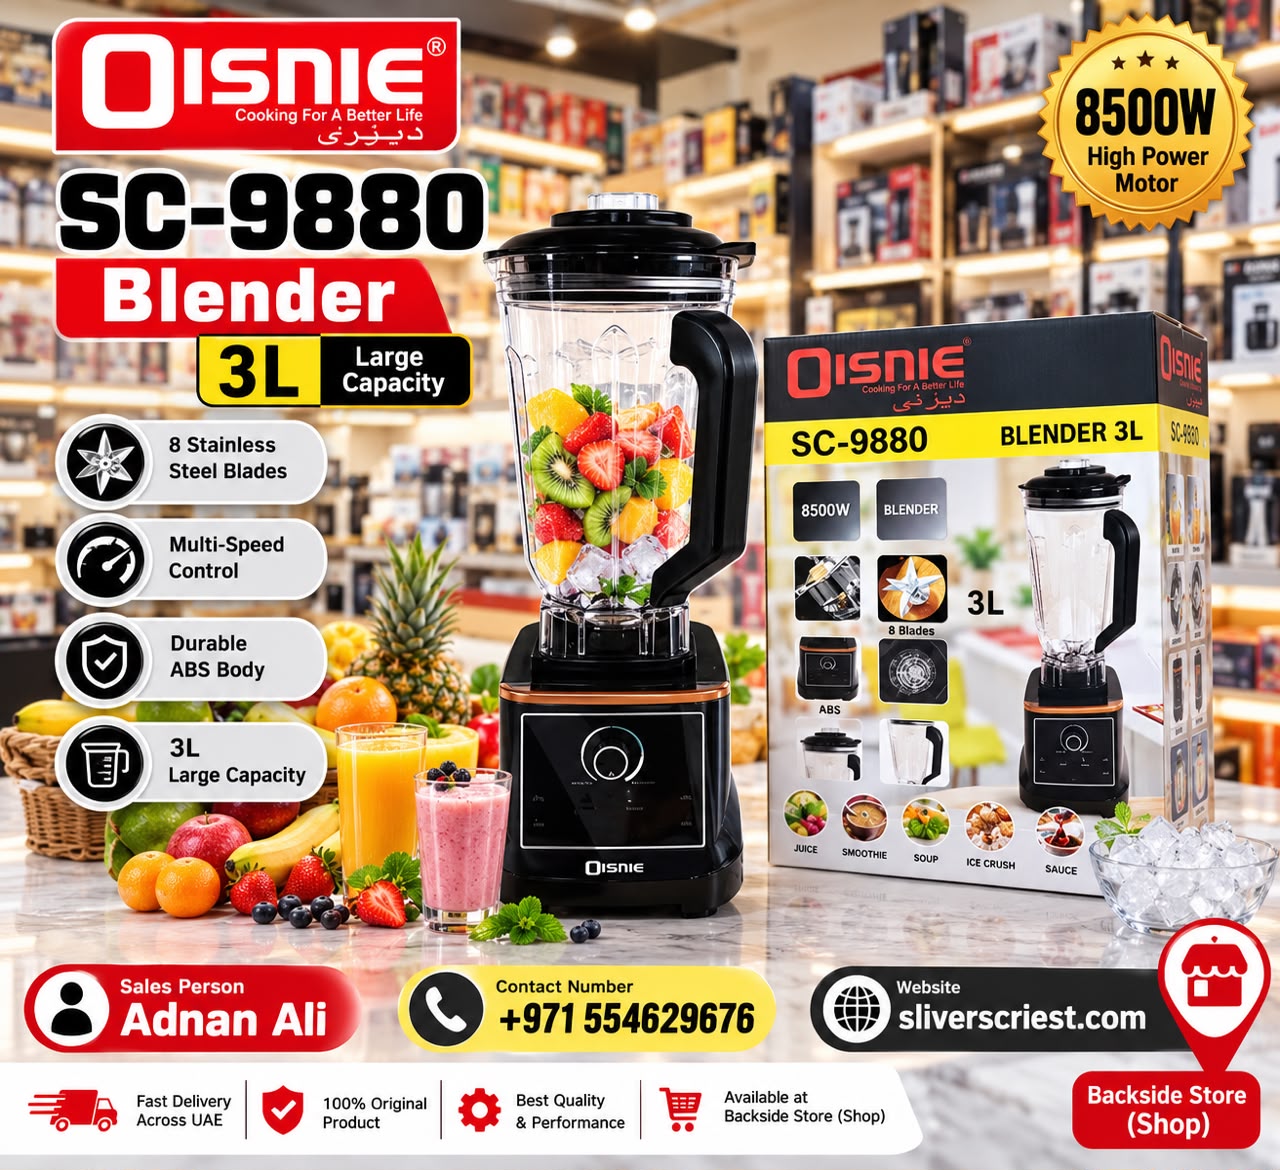 OISNIE®
Cooking For A Better Life
ديـزنى
SC-9880
Blender
3L
Large
Capacity
8500W
High Power
Motor
8 Stainless
Steel Blades
Multi-Speed
Control
Durable
ABS Body
3L
Large Capacity
OISNIE
OISNIE®
Cooking For A Better Life
ديـزنى
SC-9880
BLENDER 3L
8500W
BLENDER
8 Blades
3L
ABS
JUICE
SMOOTHIE
SOUP
ICE CRUSH
SAUCE
OISNIE
SC-9880
Sales Person
Adnan Ali
Contact Number
+971 554629676
Website
sliverscriest.com
Fast Delivery
Across UAE
100% Original
Product
Best Quality
& Performance
Available at
Backside Store (Shop)
Backside Store
(Shop)